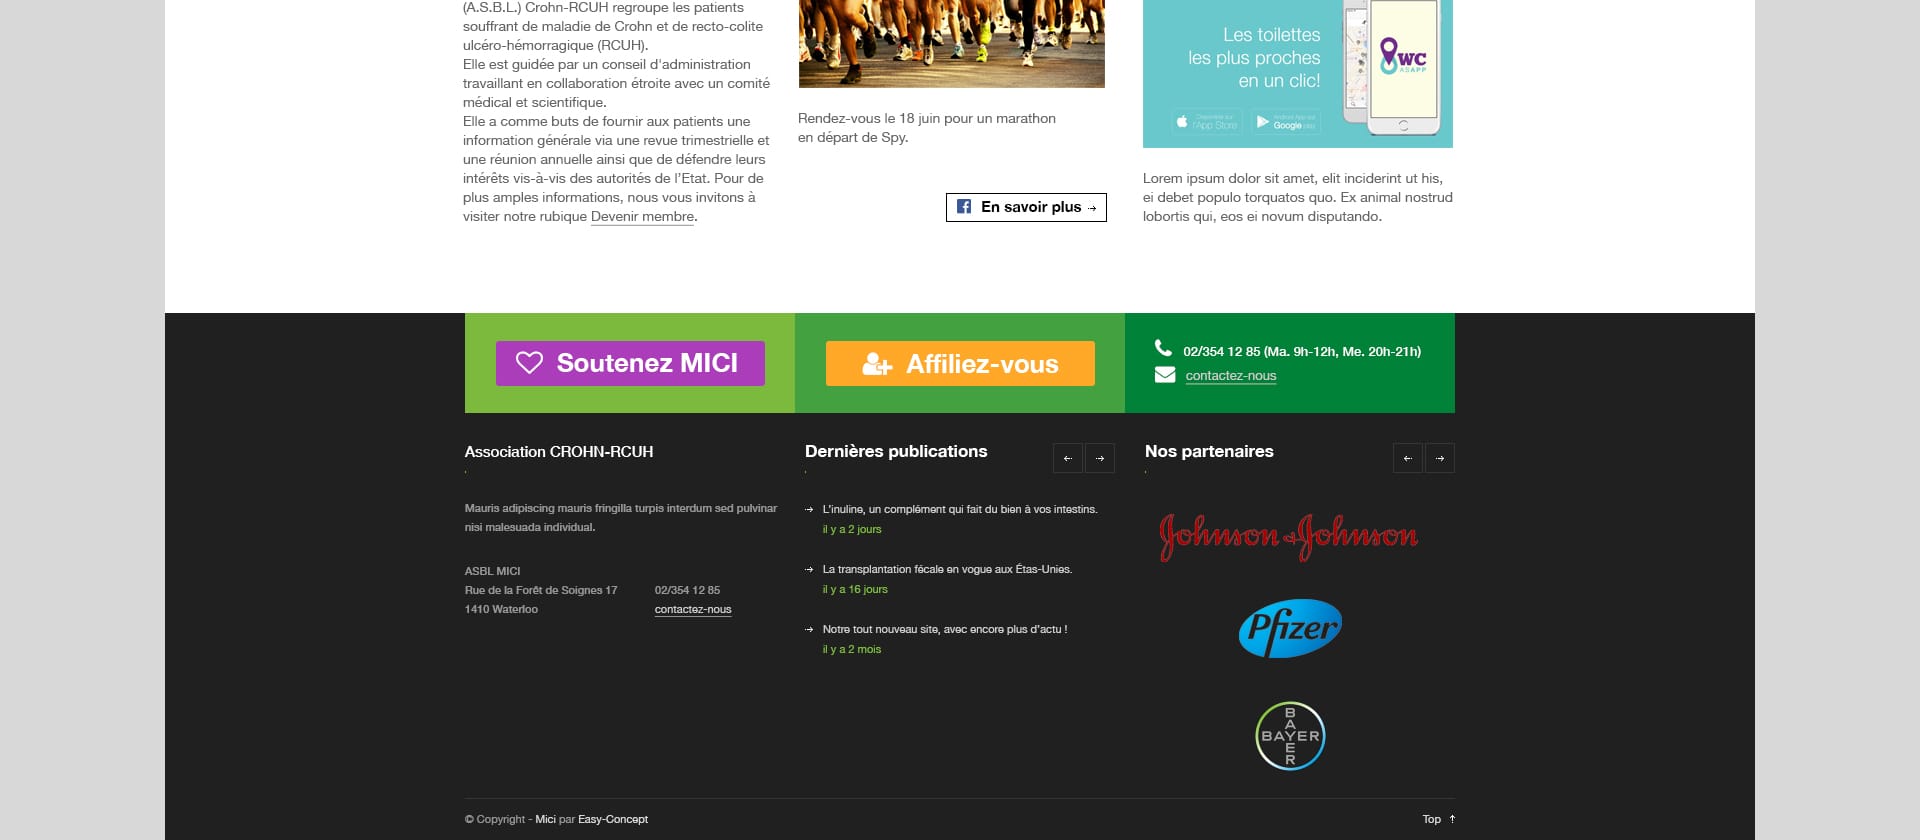 (A.S.B.L.) Crohn-RCUH regroupe les patients
souffrant de maladie de Crohn et de recto-colite
ulcéro-hémorragique (RCUH).
Elle est guidée par un conseil d'administration
travaillant en collaboration étroite avec un comité
médical et scientifique.
Elle a comme buts de fournir aux patients une
information générale via une revue trimestrielle et
une réunion annuelle ainsi que de défendre leurs
intérêts vis-à-vis des autorités de l’Etat. Pour de
plus amples informations, nous vous invitons à
visiter notre rubique Devenir membre.
Rendez-vous le 18 juin pour un marathon
en départ de Spy.
En savoir plus →
Les toilettes
les plus proches
en un clic!
Disponible sur
l'App Store
Android App sur
Google play
WC
ASAPP
Lorem ipsum dolor sit amet, elit inciderint ut his,
ei debet populo torquatos quo. Ex animal nostrud
lobortis qui, eos ei novum disputando.
Soutenez MICI
Affiliez-vous
02/354 12 85 (Ma. 9h-12h, Me. 20h-21h)
contactez-nous
Association CROHN-RCUH
Mauris adipiscing mauris fringilla turpis interdum sed pulvinar
nisi malesuada individual.
ASBL MICI
Rue de la Forêt de Soignes 17
1410 Waterloo
02/354 12 85
contactez-nous
Dernières publications
← →
→ L’inuline, un complément qui fait du bien à vos intestins.
il y a 2 jours
→ La transplantation fécale en vogue aux États-Unies.
il y a 16 jours
→ Notre tout nouveau site, avec encore plus d’actu !
il y a 2 mois
Nos partenaires
← →
Johnson & Johnson
Pfizer
BAYER
BAYER
© Copyright - Mici par Easy-Concept
Top ↑